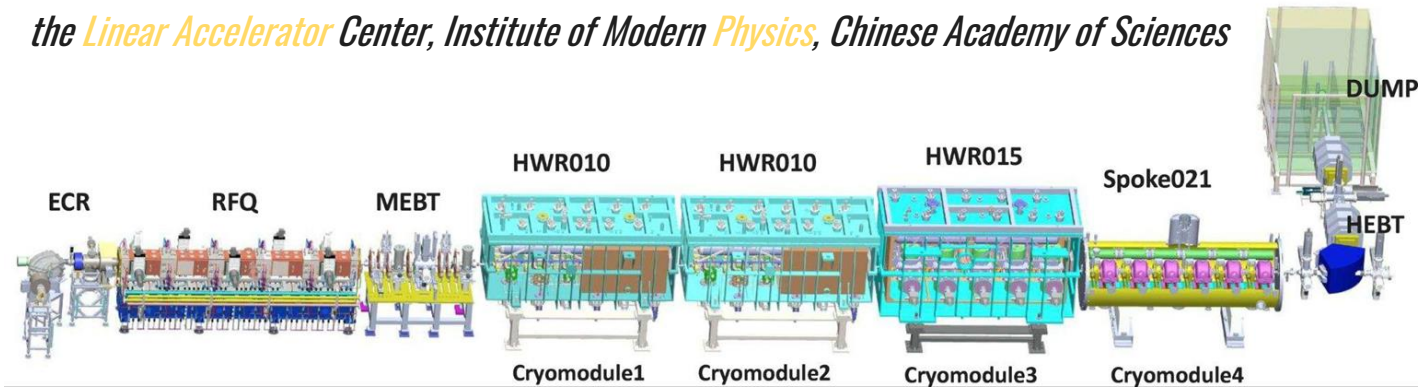 the Linear Accelerator Center, Institute of Modern Physics, Chinese Academy of Sciences
DUMP
HWR010 HWR010 HWR015
Spoke021
ECR RFQ MEBT
HEBT
Cryomodule1 Cryomodule2 Cryomodule3 Cryomodule4